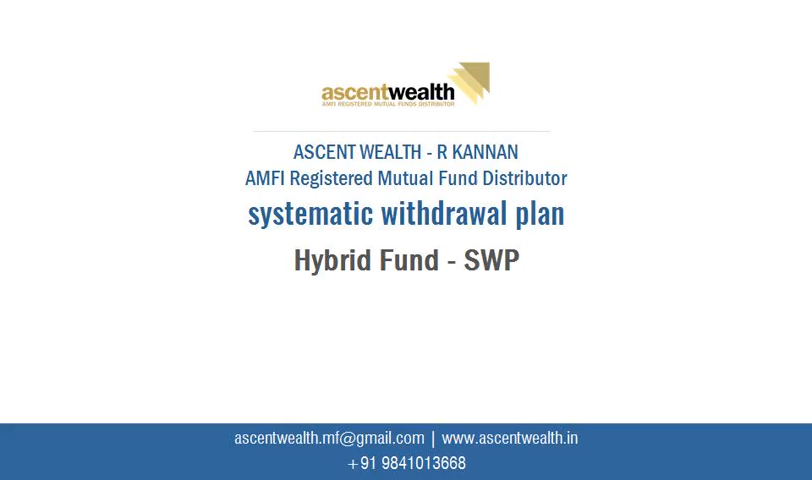 ascentwealth
AMFI REGISTERED MUTUAL FUNDS DISTRIBUTOR
ASCENT WEALTH - R KANNAN
AMFI Registered Mutual Fund Distributor
systematic withdrawal plan
Hybrid Fund - SWP
ascentwealth.mf@gmail.com | www.ascentwealth.in
+91 9841013668